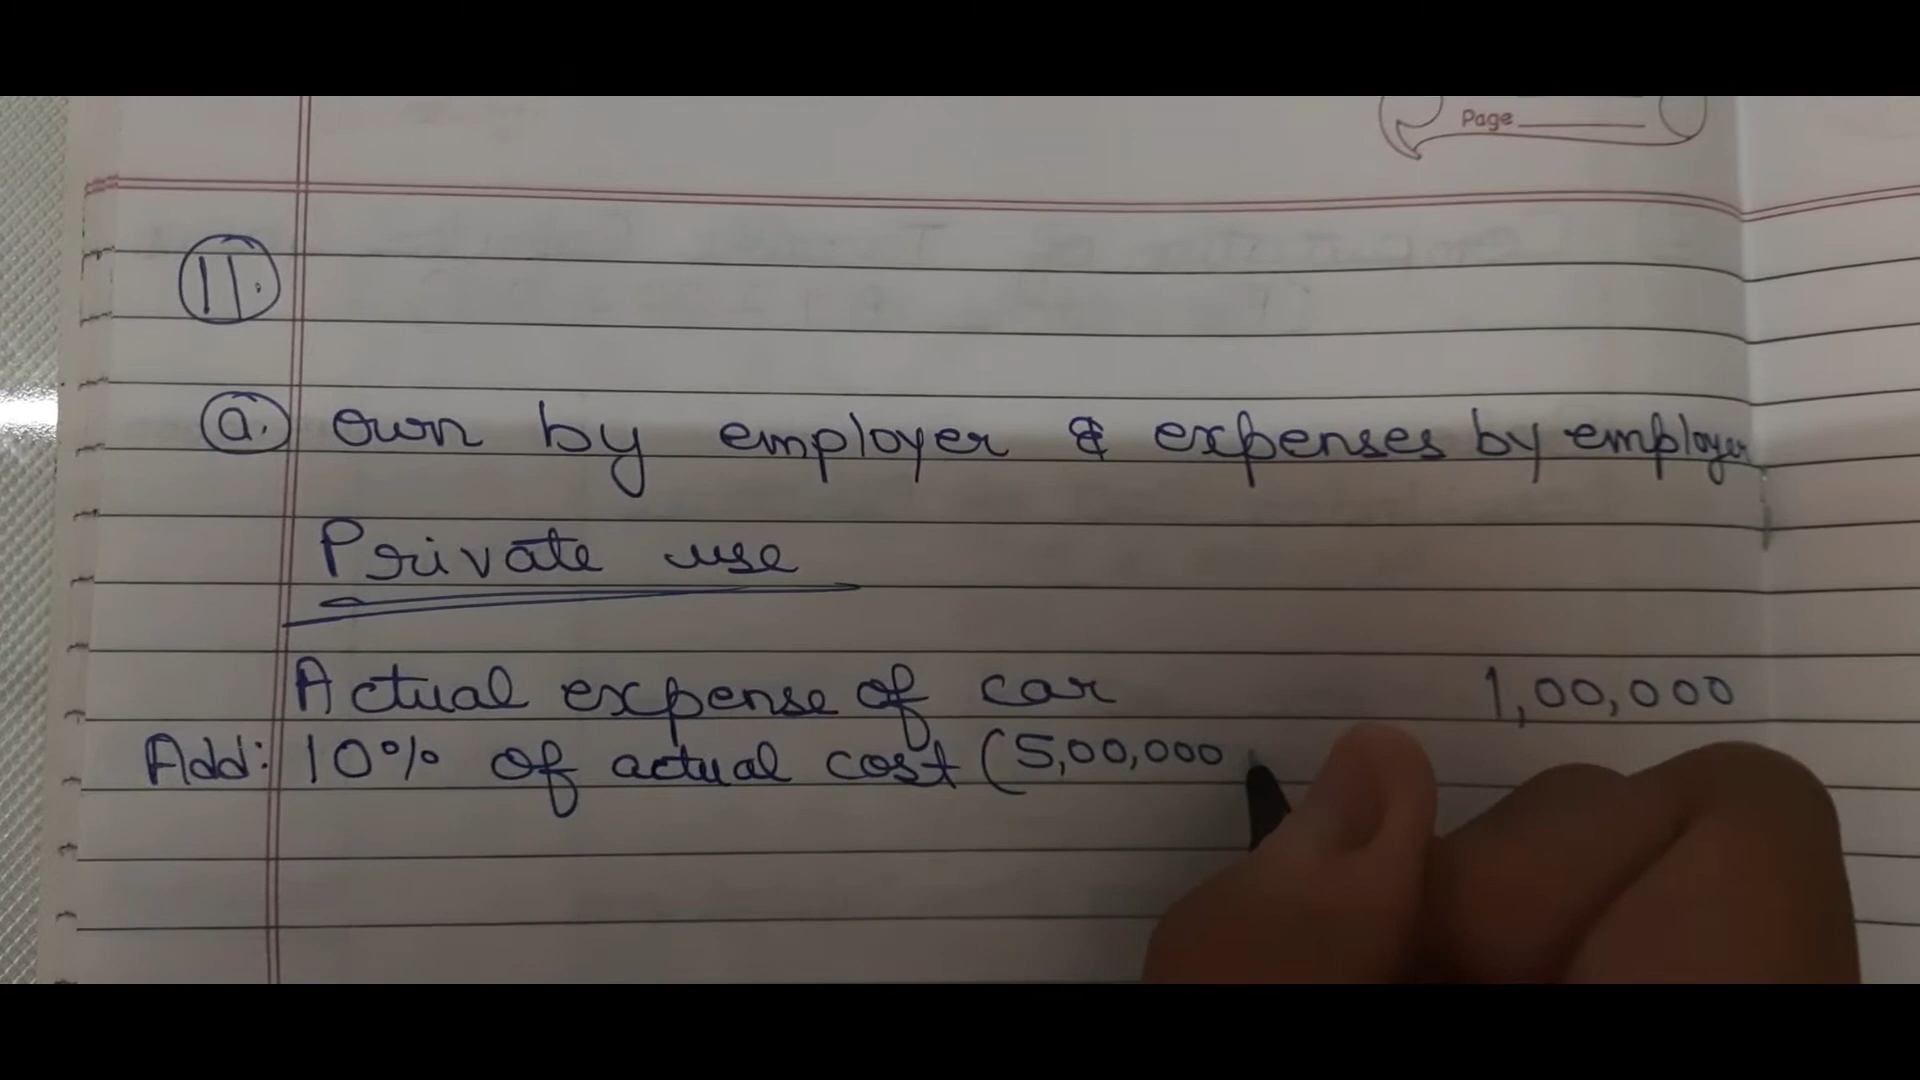 Page
11.
a. own by employer & expenses by employer
Private use
Actual expense of car 1,00,000
Add: 10% of actual cost (5,00,000